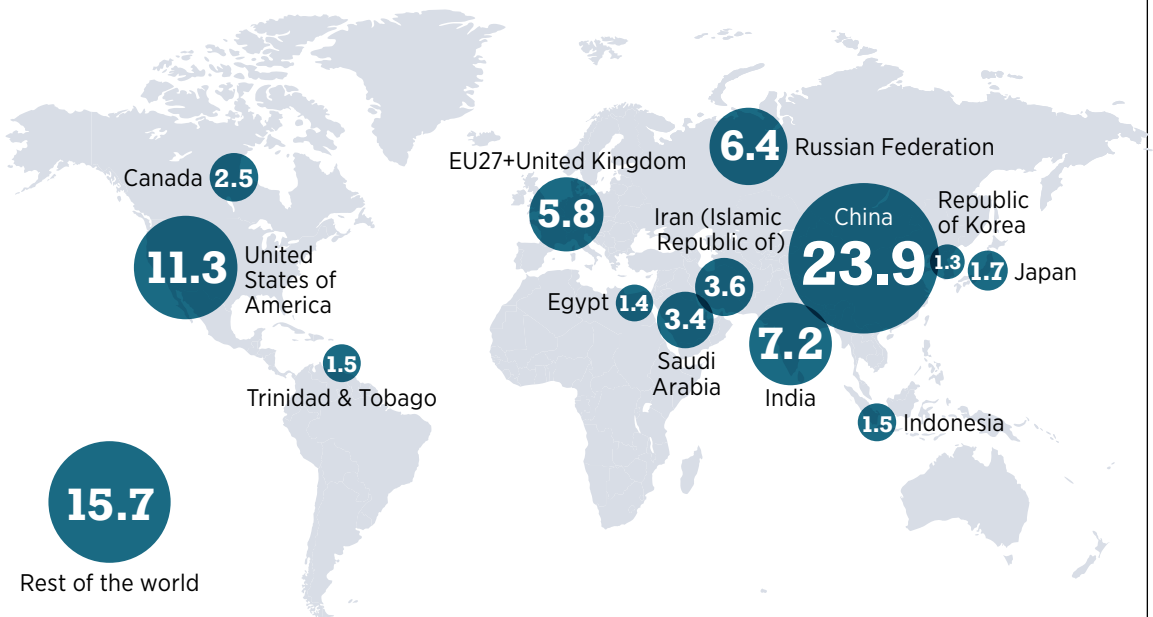 Canada 2.5
11.3
United
States of
America
1.5
Trinidad & Tobago
15.7
Rest of the world
EU27+United Kingdom
5.8
6.4 Russian Federation
Iran (Islamic
Republic of)
3.6
Egypt 1.4
3.4
Saudi
Arabia
China
23.9
Republic
of Korea
1.3
1.7 Japan
7.2
India
1.5 Indonesia